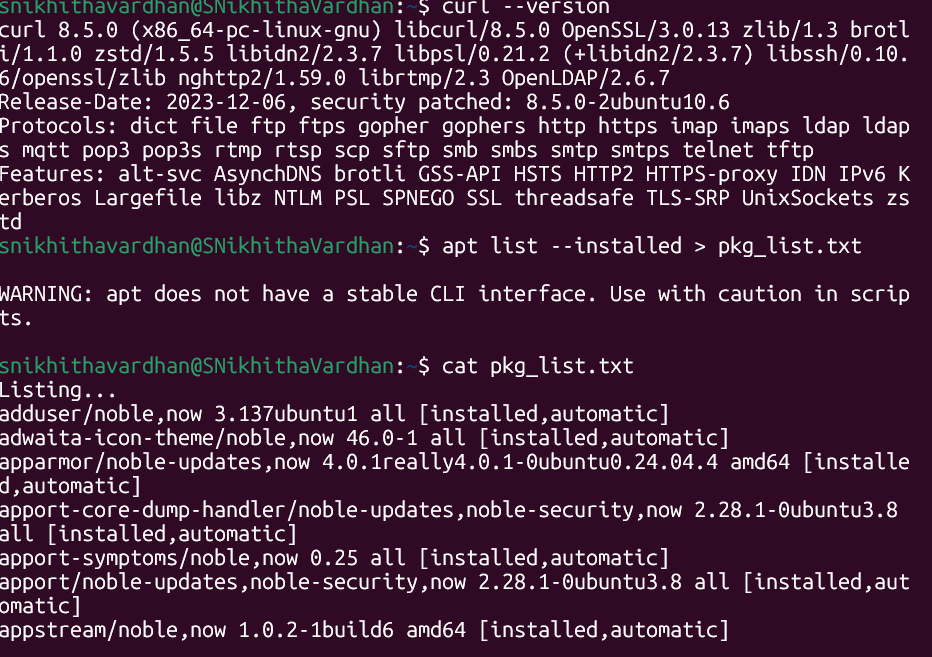 snikhithavardhan@SNikhithaVardhan:~$ curl --version
curl 8.5.0 (x86_64-pc-linux-gnu) libcurl/8.5.0 OpenSSL/3.0.13 zlib/1.3 brotl
i/1.1.0 zstd/1.5.5 libidn2/2.3.7 libpsl/0.21.2 (+libidn2/2.3.7) libssh/0.10.
6/openssl/zlib nghttp2/1.59.0 librtmp/2.3 OpenLDAP/2.6.7
Release-Date: 2023-12-06, security patched: 8.5.0-2ubuntu10.6
Protocols: dict file ftp ftps gopher gophers http https imap imaps ldap ldap
s mqtt pop3 pop3s rtmp rtsp scp sftp smb smbs smtp smtps telnet tftp
Features: alt-svc AsynchDNS brotli GSS-API HSTS HTTP2 HTTPS-proxy IDN IPv6 K
erberos Largefile libz NTLM PSL SPNEGO SSL threadsafe TLS-SRP UnixSockets zs
td
snikhithavardhan@SNikhithaVardhan:~$ apt list --installed > pkg_list.txt
WARNING: apt does not have a stable CLI interface. Use with caution in scrip
ts.
snikhithavardhan@SNikhithaVardhan:~$ cat pkg_list.txt
Listing...
adduser/noble,now 3.137ubuntu1 all [installed,automatic]
adwaita-icon-theme/noble,now 46.0-1 all [installed,automatic]
apparmor/noble-updates,now 4.0.1really4.0.1-0ubuntu0.24.04.4 amd64 [installe
d,automatic]
apport-core-dump-handler/noble-updates,noble-security,now 2.28.1-0ubuntu3.8
all [installed,automatic]
apport-symptoms/noble,now 0.25 all [installed,automatic]
apport/noble-updates,noble-security,now 2.28.1-0ubuntu3.8 all [installed,aut
omatic]
appstream/noble,now 1.0.2-1build6 amd64 [installed,automatic]